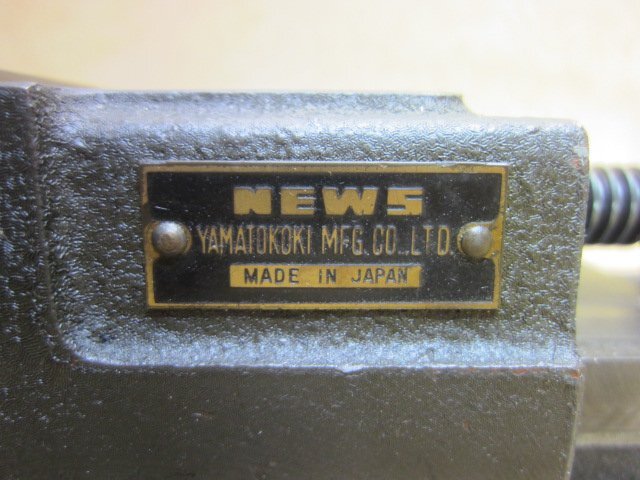 NEWS
YAMATOKOKI MFG. CO. LTD.
MADE IN JAPAN